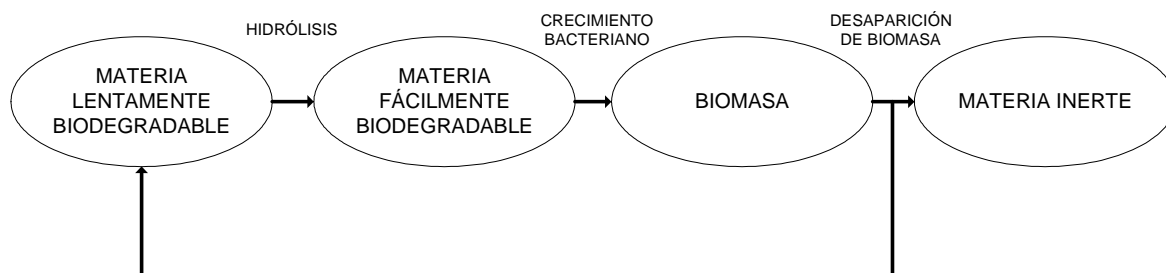 HIDRÓLISIS
CRECIMIENTO
BACTERIANO
DESAPARICIÓN
DE BIOMASA
MATERIA
LENTAMENTE
BIODEGRADABLE
MATERIA
FÁCILMENTE
BIODEGRADABLE
BIOMASA
MATERIA INERTE